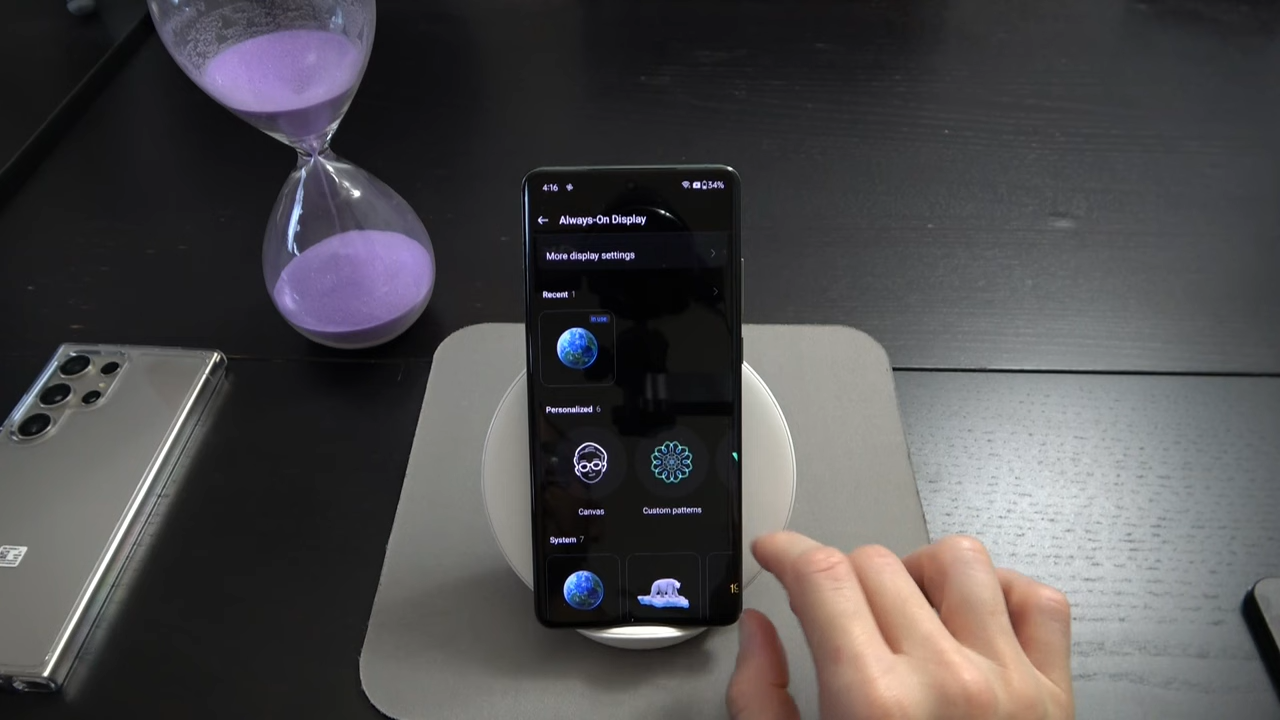 4:16
34%
Always-On Display
More display settings
Recent 1
In use
Personalized 6
Canvas
Custom patterns
System 7